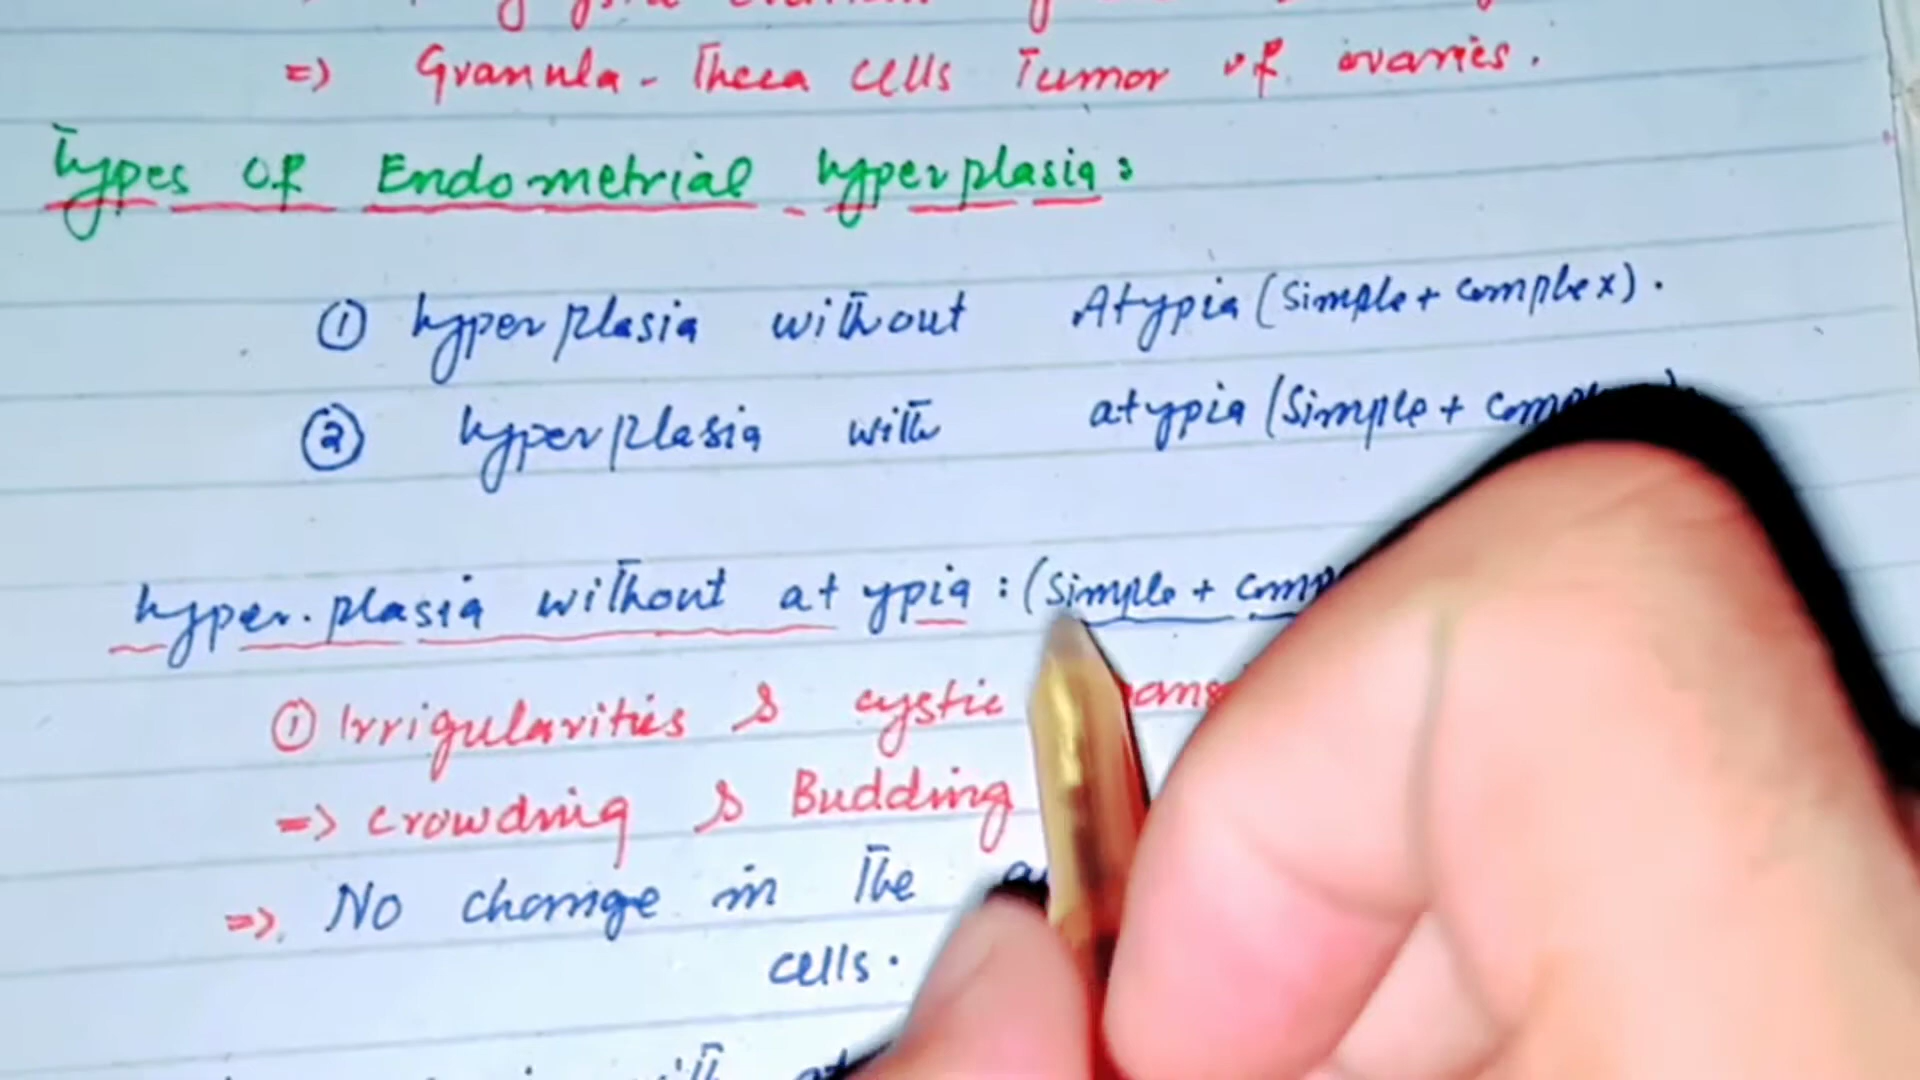 => Granula - Theca cells Tumor of ovaries.
Types of Endometrial hyperplasia:
① hyperplasia without Atypia (Simple + complex).
② hyperplasia with atypia (Simple +
hyper.plasia without atypia : (Simple +
① Irrigularities & cystic
=> Crowding & Budding
=> No change in The
cells.